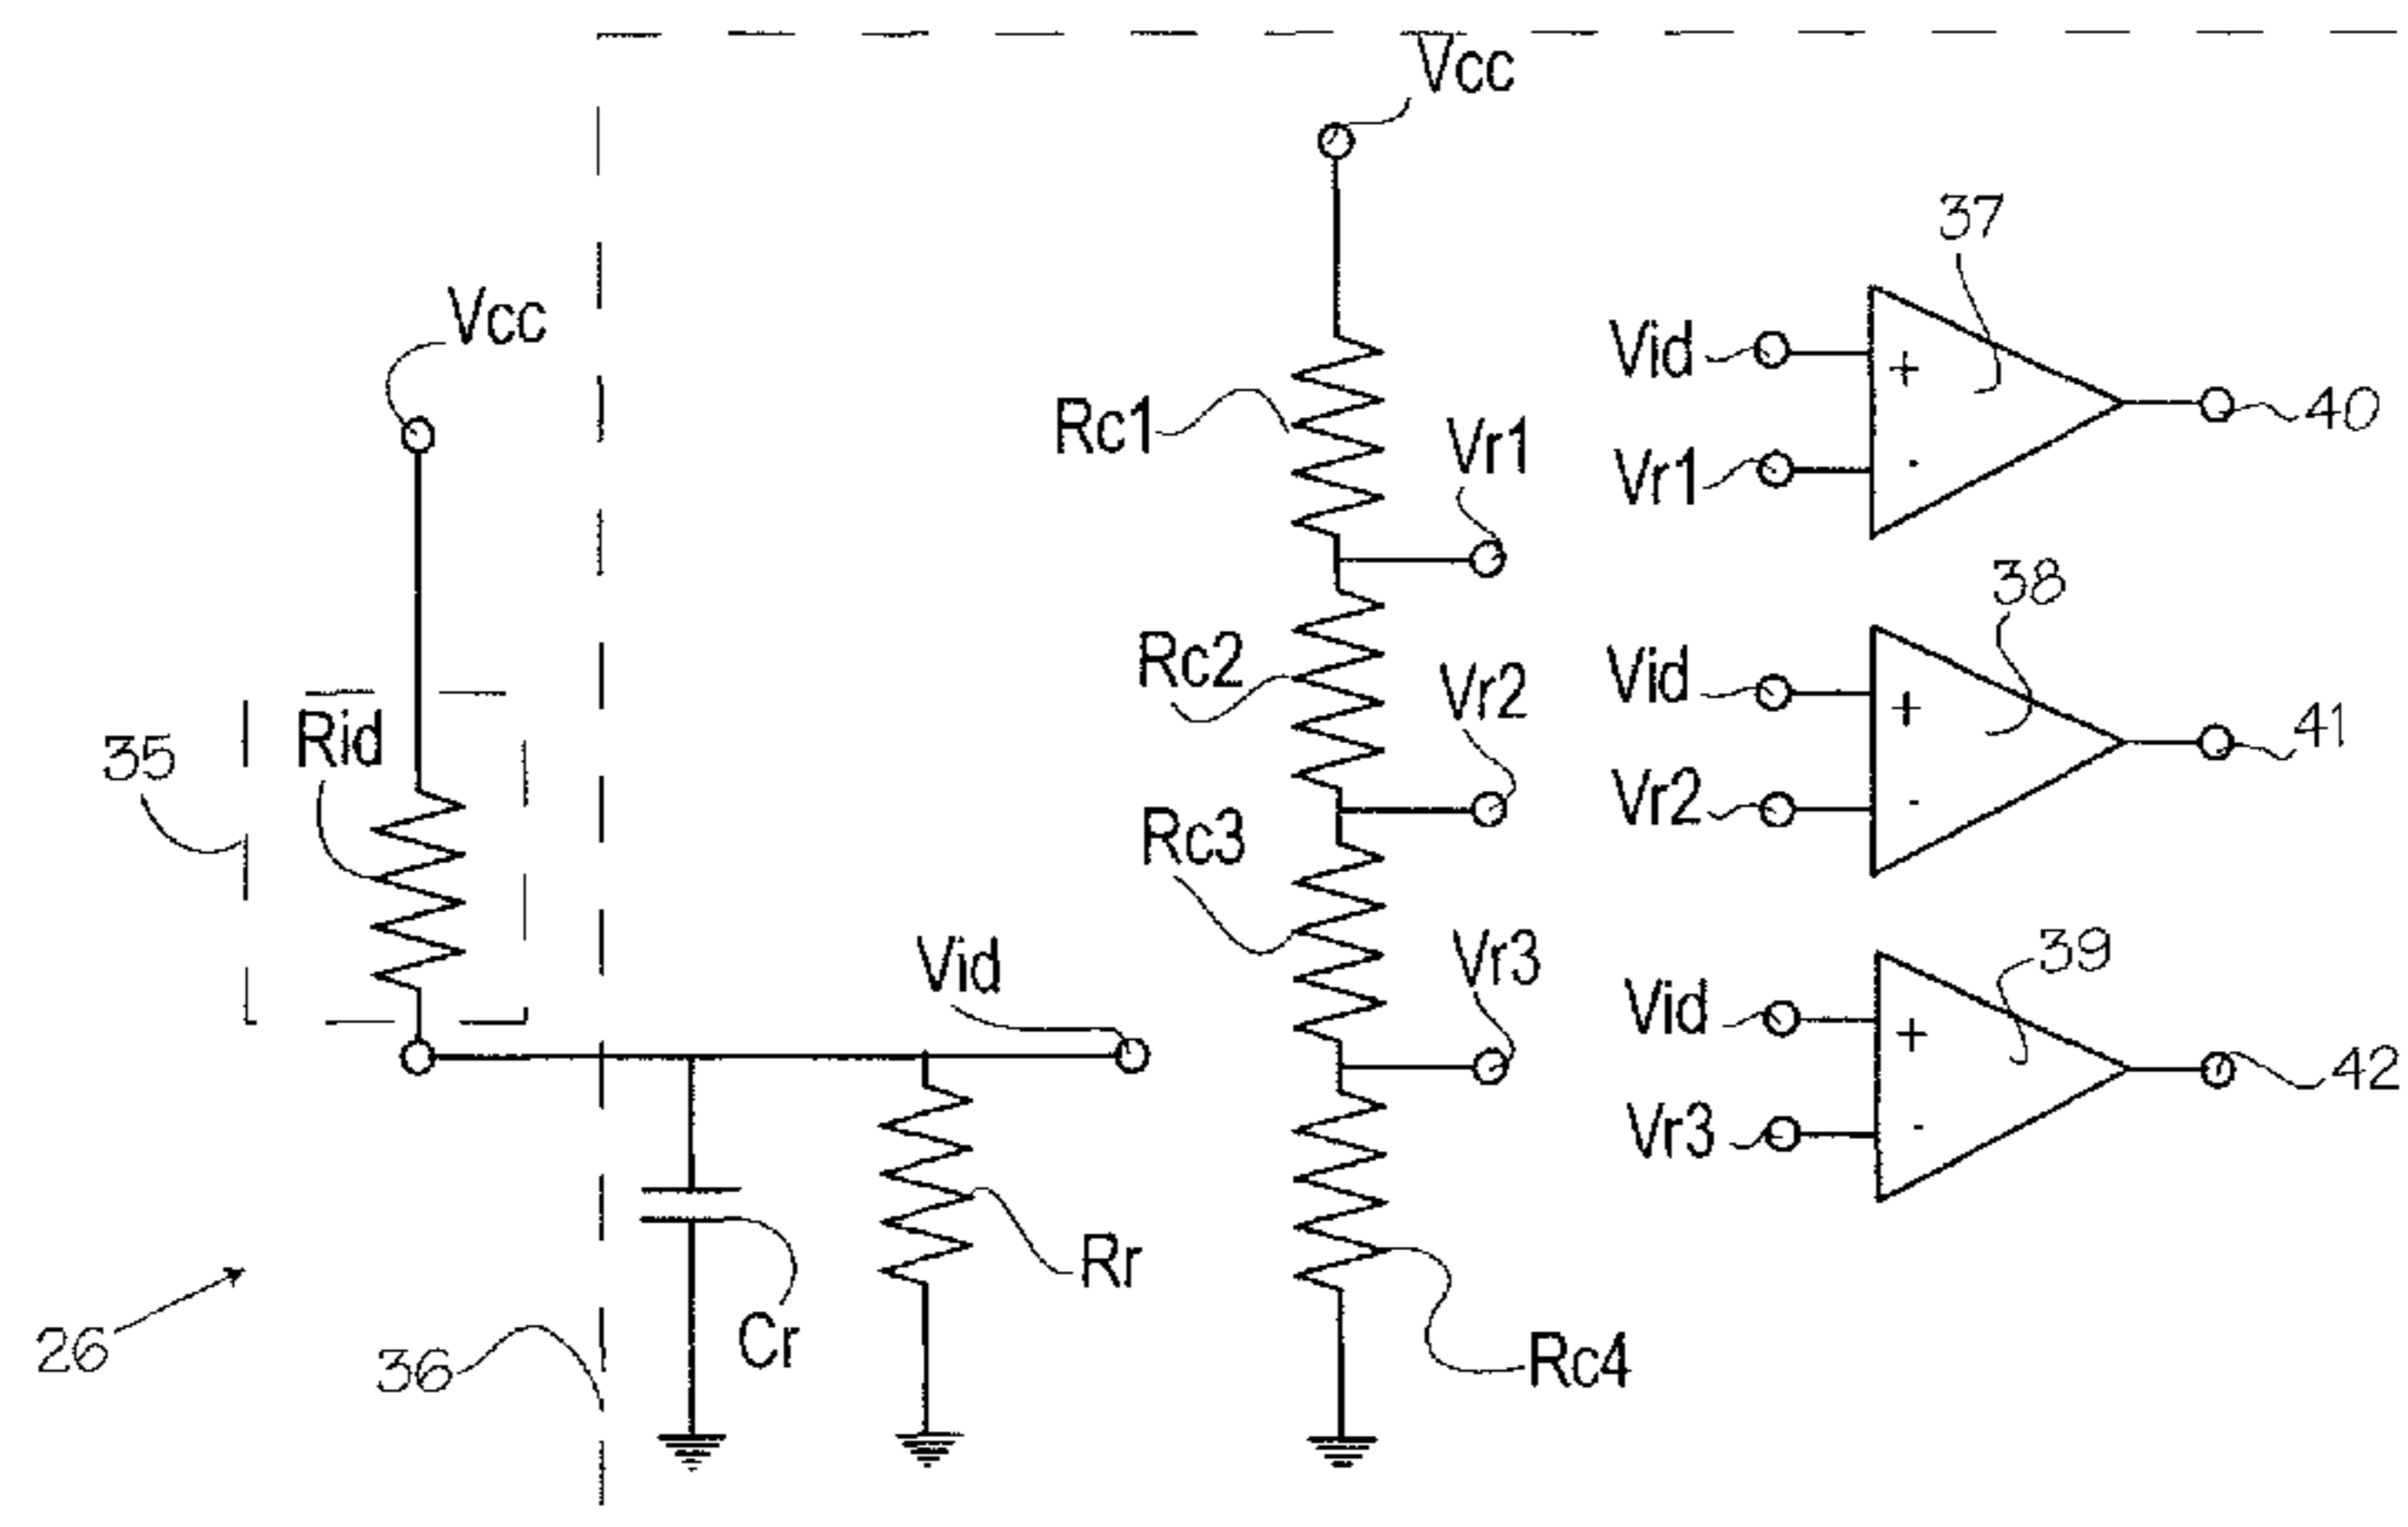 Vcc
37
Vcc
Vid
+
Rc1
Vr1
40
Vr1
-
38
Rc2
Vid
+
Vr2
41
35
Rid
Vr2
-
Rc3
39
Vid
Vr3
Vid
+
42
Vr3
-
Rr
26
36
Cr
Rc4